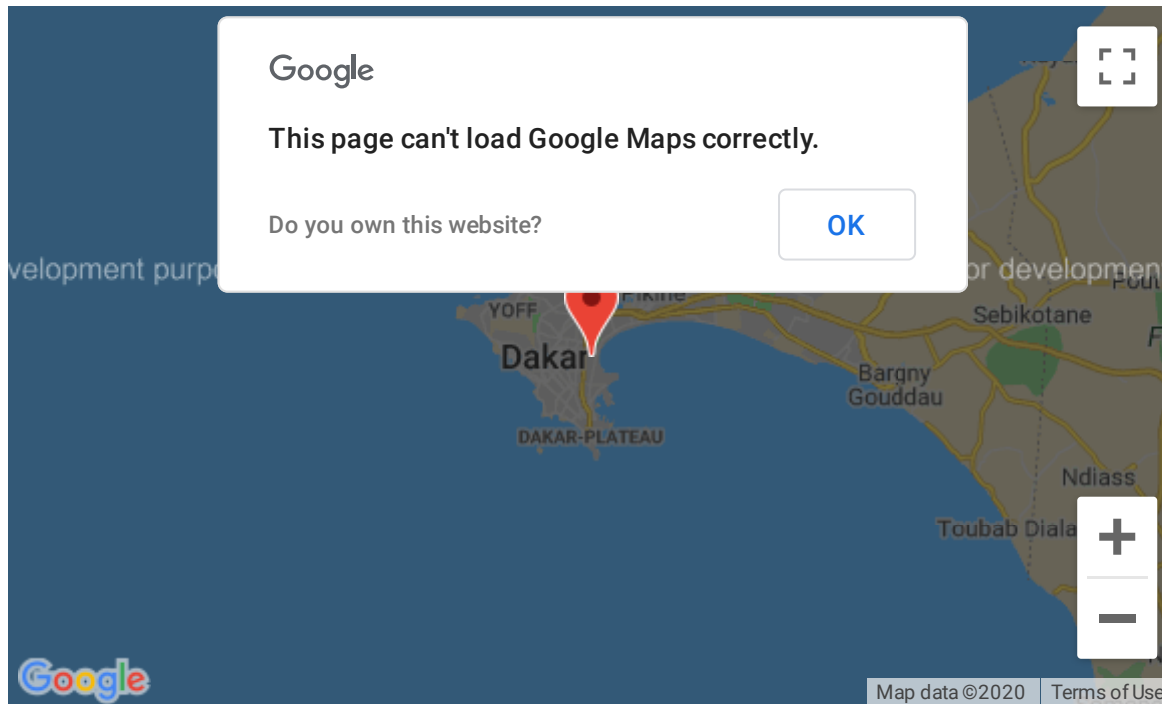 Google
This page can't load Google Maps correctly.
Do you own this website?
OK
velopment purp
or developmen
Pikine
YOFF
Sebikotane
Dakar
Bargny
Gouddau
DAKAR-PLATEAU
Ndiass
Toubab Diala
Google
Map data ©2020
Terms of Use